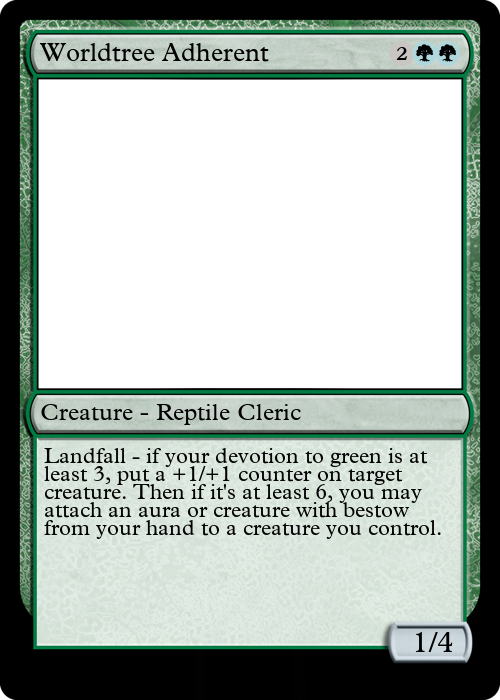 Worldtree Adherent 2
Creature - Reptile Cleric
Landfall - if your devotion to green is at
least 3, put a +1/+1 counter on target
creature. Then if it's at least 6, you may
attach an aura or creature with bestow
from your hand to a creature you control.
1/4